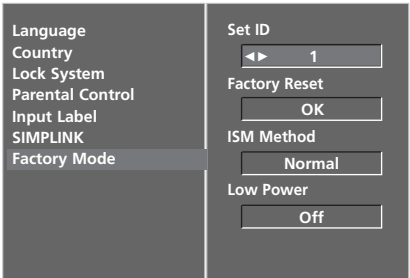 Language
Country
Lock System
Parental Control
Input Label
SIMPLINK
Factory Mode
Set ID
◄► 1
Factory Reset
OK
ISM Method
Normal
Low Power
Off